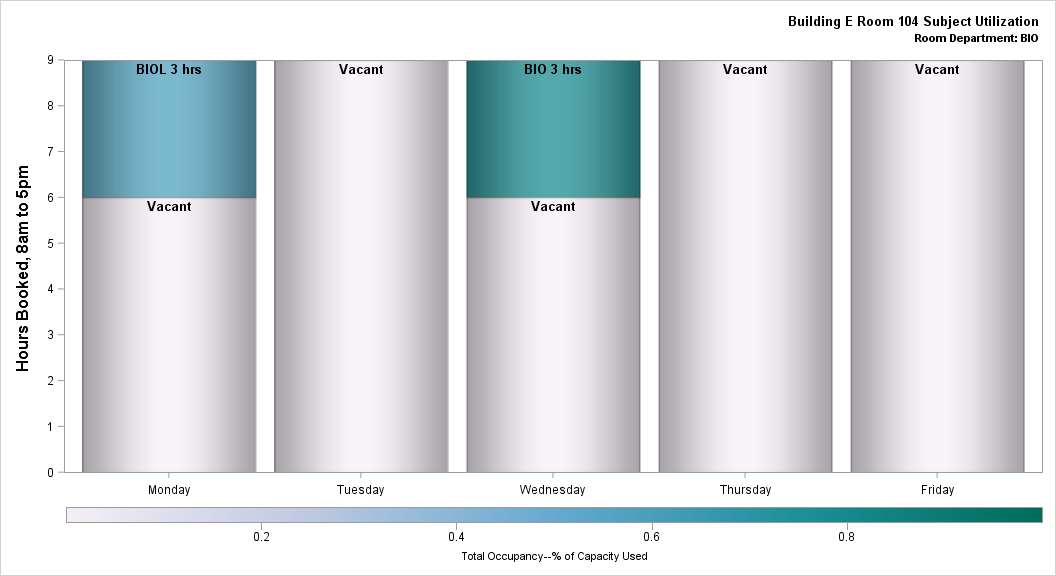 Building E Room 104 Subject Utilization
Room Department: BIO
Hours Booked, 8am to 5pm
9
8
7
6
5
4
3
2
1
0
BIOL 3 hrs
Vacant
BIO 3 hrs
Vacant
Vacant
Vacant
Vacant
Monday
Tuesday
Wednesday
Thursday
Friday
0.2
0.4
0.6
0.8
Total Occupancy--% of Capacity Used